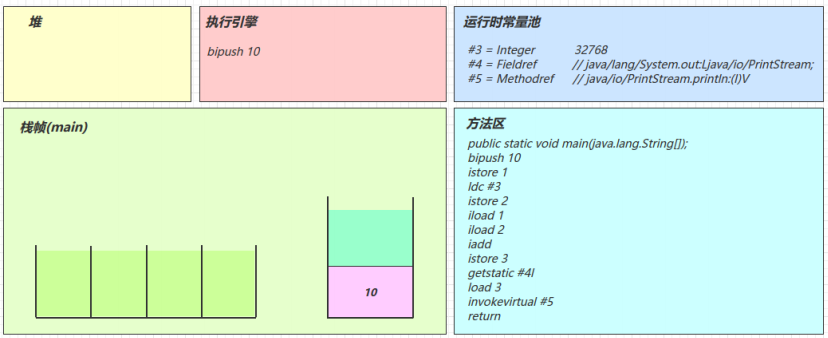 堆
执行引擎
bipush 10
运行时常量池
#3 = Integer 32768
#4 = Fieldref // java/lang/System.out:Ljava/io/PrintStream;
#5 = Methodref // java/io/PrintStream.println:(I)V
栈帧(main)
10
方法区
public static void main(java.lang.String[]);
bipush 10
istore 1
ldc #3
istore 2
iload 1
iload 2
iadd
istore 3
getstatic #4I
load 3
invokevirtual #5
return